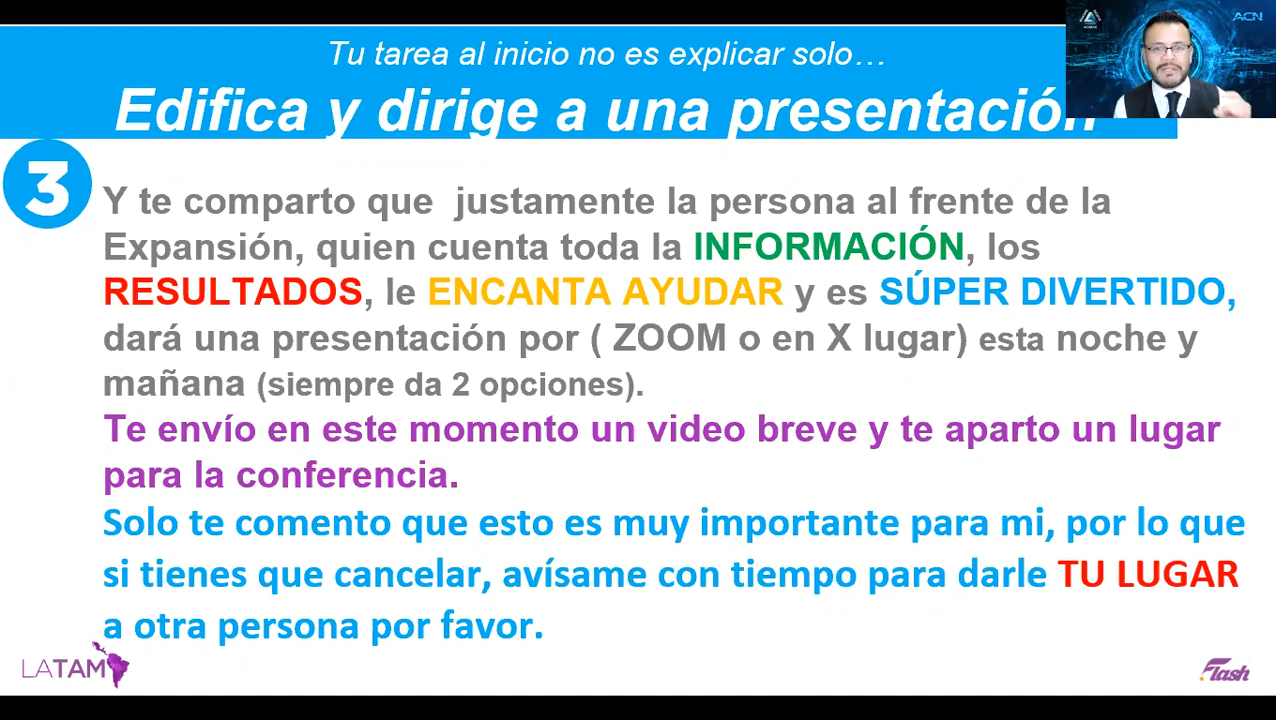 Tu tarea al inicio no es explicar solo…
Edifica y dirige a una presentación
ACN
3
Y te comparto que  justamente la persona al frente de la
Expansión, quien cuenta toda la INFORMACIÓN, los
RESULTADOS, le ENCANTA AYUDAR y es SÚPER DIVERTIDO,
dará una presentación por ( ZOOM o en X lugar) esta noche y
mañana (siempre da 2 opciones).
Te envío en este momento un video breve y te aparto un lugar
para la conferencia.
Solo te comento que esto es muy importante para mi, por lo que
si tienes que cancelar, avísame con tiempo para darle TU LUGAR
a otra persona por favor.
LATAM
Flash